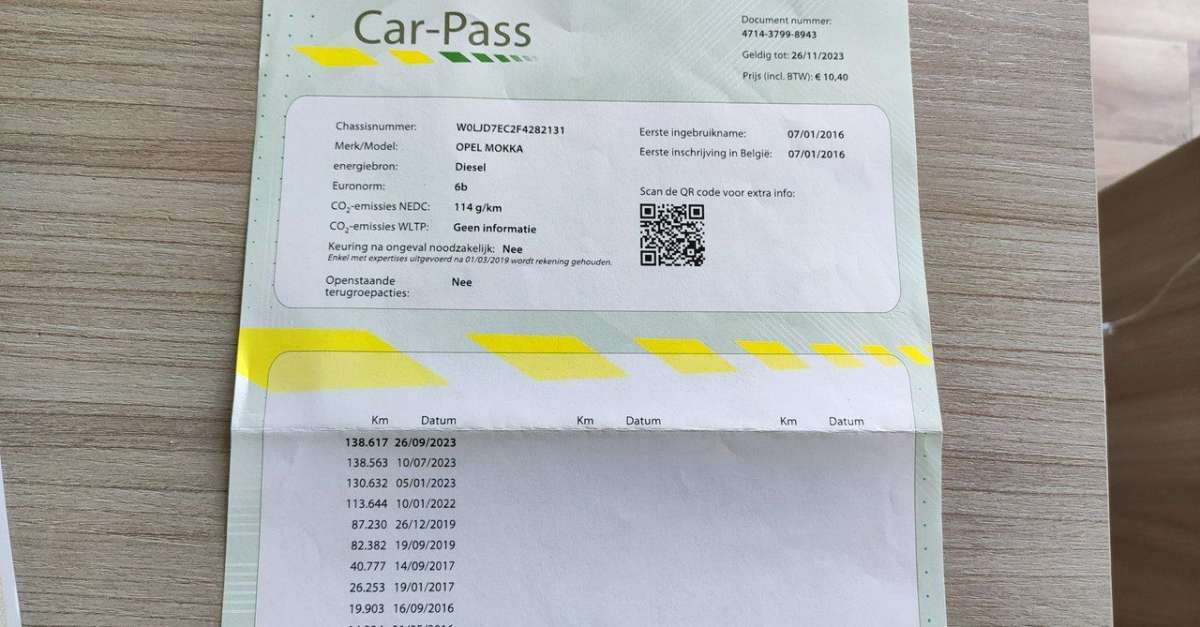 Car-Pass
Document nummer:
4714-3799-8943
Geldig tot: 26/11/2023
Prijs (incl. BTW): € 10,40
Chassisnummer: W0LJD7EC2F4282131
Merk/Model: OPEL MOKKA
energiebron: Diesel
Euronorm: 6b
CO₂-emissies NEDC: 114 g/km
CO₂-emissies WLTP: Geen informatie
Keuring na ongeval noodzakelijk: Nee
Enkel met expertises uitgevoerd na 01/03/2019 wordt rekening gehouden.
Openstaande
terugroepacties: Nee
Eerste ingebruikname: 07/01/2016
Eerste inschrijving in België: 07/01/2016
Scan de QR code voor extra info:
Km Datum Km Datum Km Datum
138.617 26/09/2023
138.563 10/07/2023
130.632 05/01/2023
113.644 10/01/2022
87.230 26/12/2019
82.382 19/09/2019
40.777 14/09/2017
26.253 19/01/2017
19.903 16/09/2016